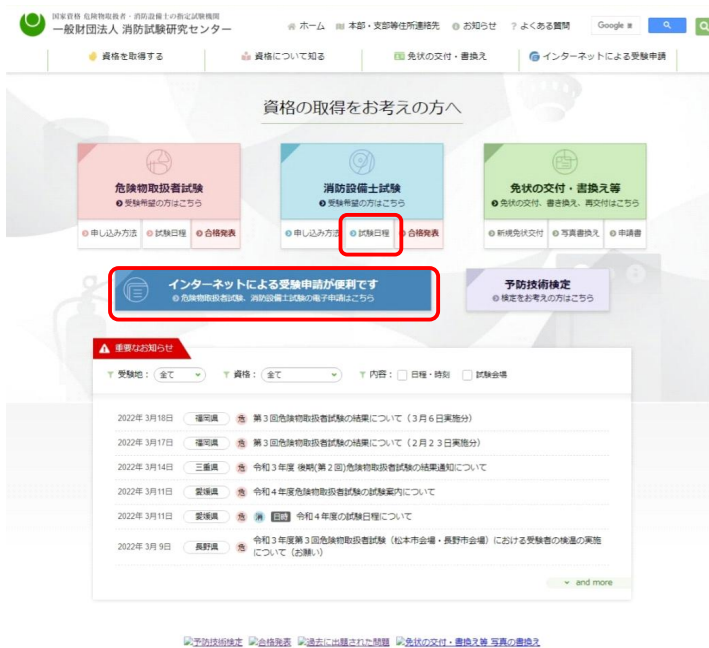 国家資格 危険物取扱者・消防設備士の指定試験機関
一般財団法人 消防試験研究センター
ホーム 本部・支部等住所連絡先 お知らせ ? よくある質問 Google
資格を取得する 資格について知る 免状の交付・書換え インターネットによる受験申請
資格の取得をお考えの方へ
危険物取扱者試験
受験希望の方はこちら
申し込み方法 試験日程 合格発表
消防設備士試験
受験希望の方はこちら
申し込み方法 試験日程 合格発表
免状の交付・書換え等
免状の交付、書き換え、再交付はこちら
新規免状交付 写真書換え 申請書
インターネットによる受験申請が便利です
危険物取扱者試験、消防設備士試験の電子申請はこちら
予防技術検定
検定をお考えの方はこちら
重要なお知らせ
受験地: 全て 資格: 全て 内容: 日程・時刻 試験会場
2022年 3月18日 福岡県 危 第3回危険物取扱者試験の結果について(3月6日実施分)
2022年 3月17日 福岡県 危 第3回危険物取扱者試験の結果について(2月23日実施分)
2022年 3月14日 三重県 危 令和3年度 後期(第2回)危険物取扱者試験の結果通知について
2022年 3月11日 愛媛県 危 令和4年度危険物取扱者試験の試験案内について
2022年 3月11日 愛媛県 危 消 日時 令和4年度の試験日程について
2022年 3月 9日 長野県 危 令和3年度第3回危険物取扱者試験(松本市会場・長野市会場)における受験者の検温の実施
について(お願い)
and more
予防技術検定 合格発表 過去に出題された問題 免状の交付・書換え等 写真の書換え